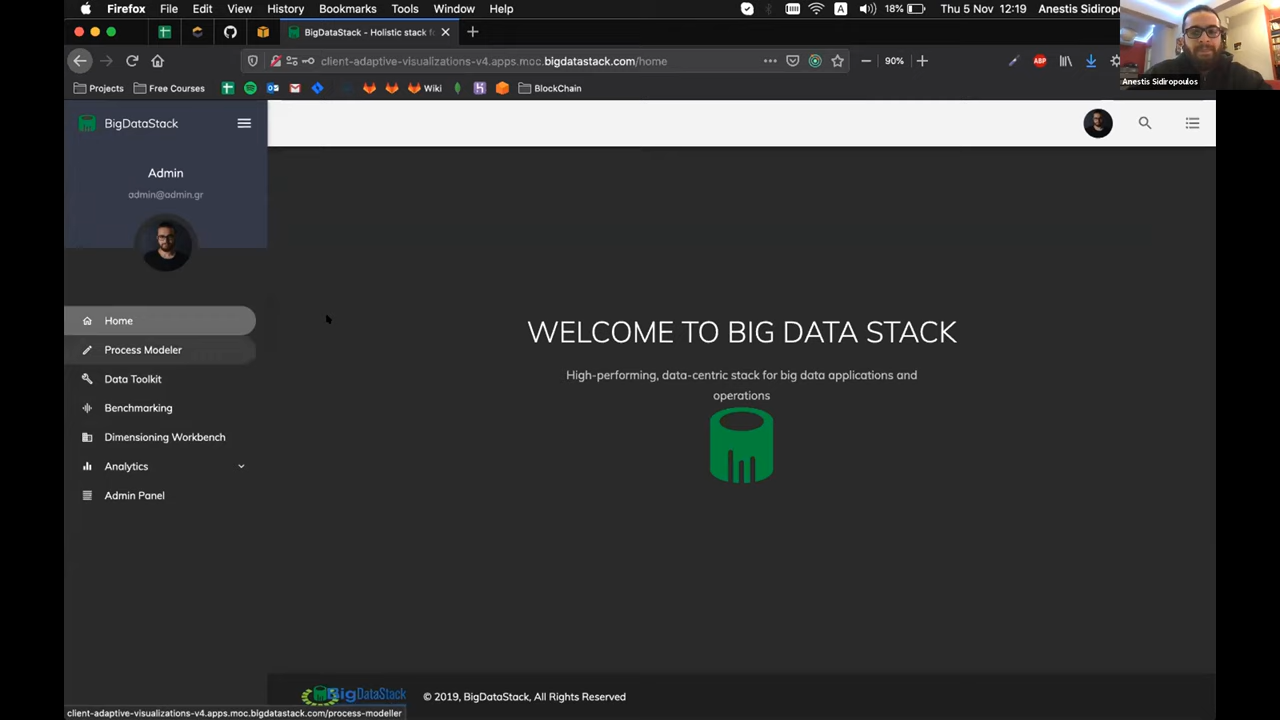 Firefox File Edit View History Bookmarks Tools Window Help A 18% Thu 5 Nov 12:19 Anestis Sidirop
BigDataStack - Holistic stack f
client-adaptive-visualizations-v4.apps.moc.bigdatastack.com/home 90% ABP
Anestis Sidiropoulos
Projects Free Courses Wiki BlockChain
BigDataStack
Admin
admin@admin.gr
Home
Process Modeler
Data Toolkit
Benchmarking
Dimensioning Workbench
Analytics
Admin Panel
WELCOME TO BIG DATA STACK
High-performing, data-centric stack for big data applications and
operations
BigDataStack © 2019, BigDataStack, All Rights Reserved
client-adaptive-visualizations-v4.apps.moc.bigdatastack.com/process-modeller